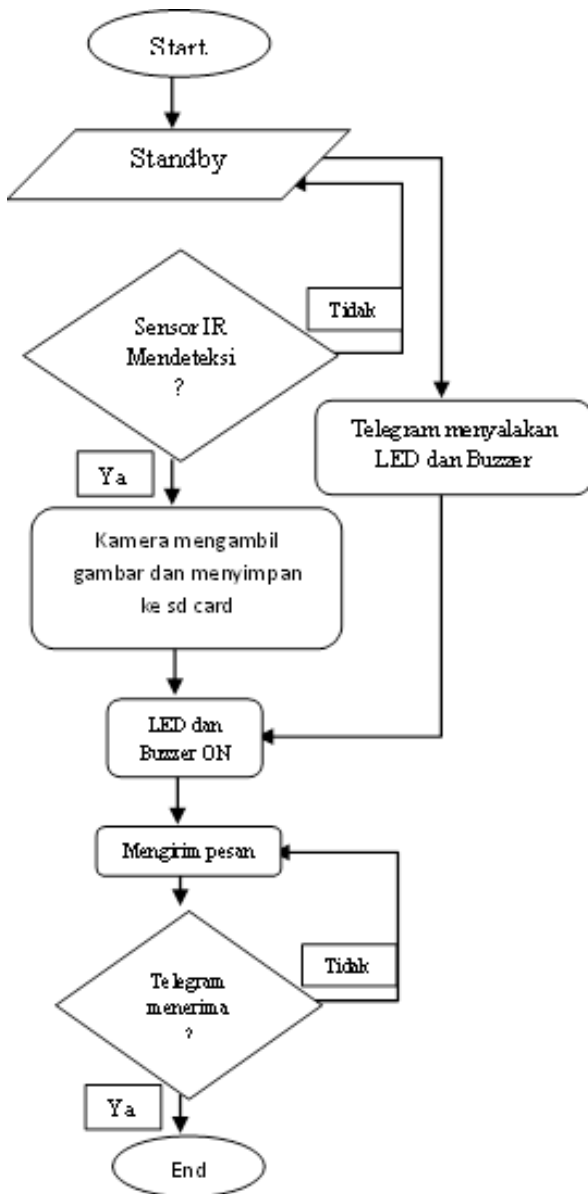 Start
Standby
Tidak
Sensor IR
Mendeteksi
?
Telegram menyalakan
LED dan Buzzer
Ya
Kamera mengambil
gambar dan menyimpan
ke sd card
LED dan
Buzzer ON
Mengirim pesan
Tidak
Telegram
menerima
?
Ya
End